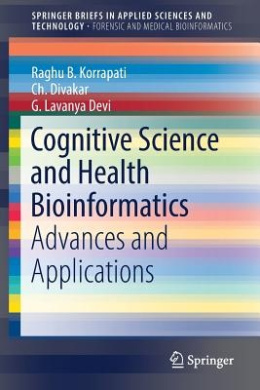 SPRINGER BRIEFS IN APPLIED SCIENCES AND
TECHNOLOGY · FORENSIC AND MEDICAL BIOINFORMATICS
Raghu B. Korrapati
Ch. Divakar
G. Lavanya Devi
Cognitive Science
and Health
Bioinformatics
Advances and
Applications
Springer